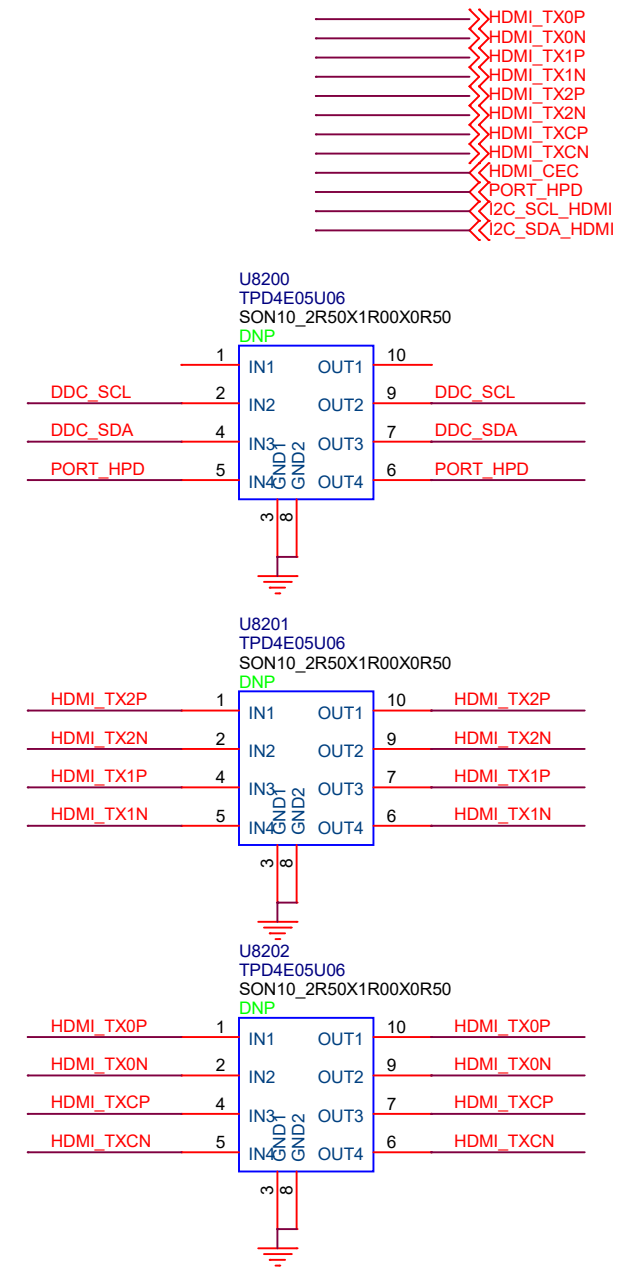 HDMI_TX0P
HDMI_TX0N
HDMI_TX1P
HDMI_TX1N
HDMI_TX2P
HDMI_TX2N
HDMI_TXCP
HDMI_TXCN
HDMI_CEC
PORT_HPD
I2C_SCL_HDMI
I2C_SDA_HDMI
U8200
TPD4E05U06
SON10_2R50X1R00X0R50
DNP
1 IN1 OUT1 10
DDC_SCL 2 IN2 OUT2 9 DDC_SCL
DDC_SDA 4 IN3 OUT3 7 DDC_SDA
PORT_HPD 5 IN4 OUT4 6 PORT_HPD
GND1 GND2
3 8
U8201
TPD4E05U06
SON10_2R50X1R00X0R50
DNP
HDMI_TX2P 1 IN1 OUT1 10 HDMI_TX2P
HDMI_TX2N 2 IN2 OUT2 9 HDMI_TX2N
HDMI_TX1P 4 IN3 OUT3 7 HDMI_TX1P
HDMI_TX1N 5 IN4 OUT4 6 HDMI_TX1N
GND1 GND2
3 8
U8202
TPD4E05U06
SON10_2R50X1R00X0R50
DNP
HDMI_TX0P 1 IN1 OUT1 10 HDMI_TX0P
HDMI_TX0N 2 IN2 OUT2 9 HDMI_TX0N
HDMI_TXCP 4 IN3 OUT3 7 HDMI_TXCP
HDMI_TXCN 5 IN4 OUT4 6 HDMI_TXCN
GND1 GND2
3 8